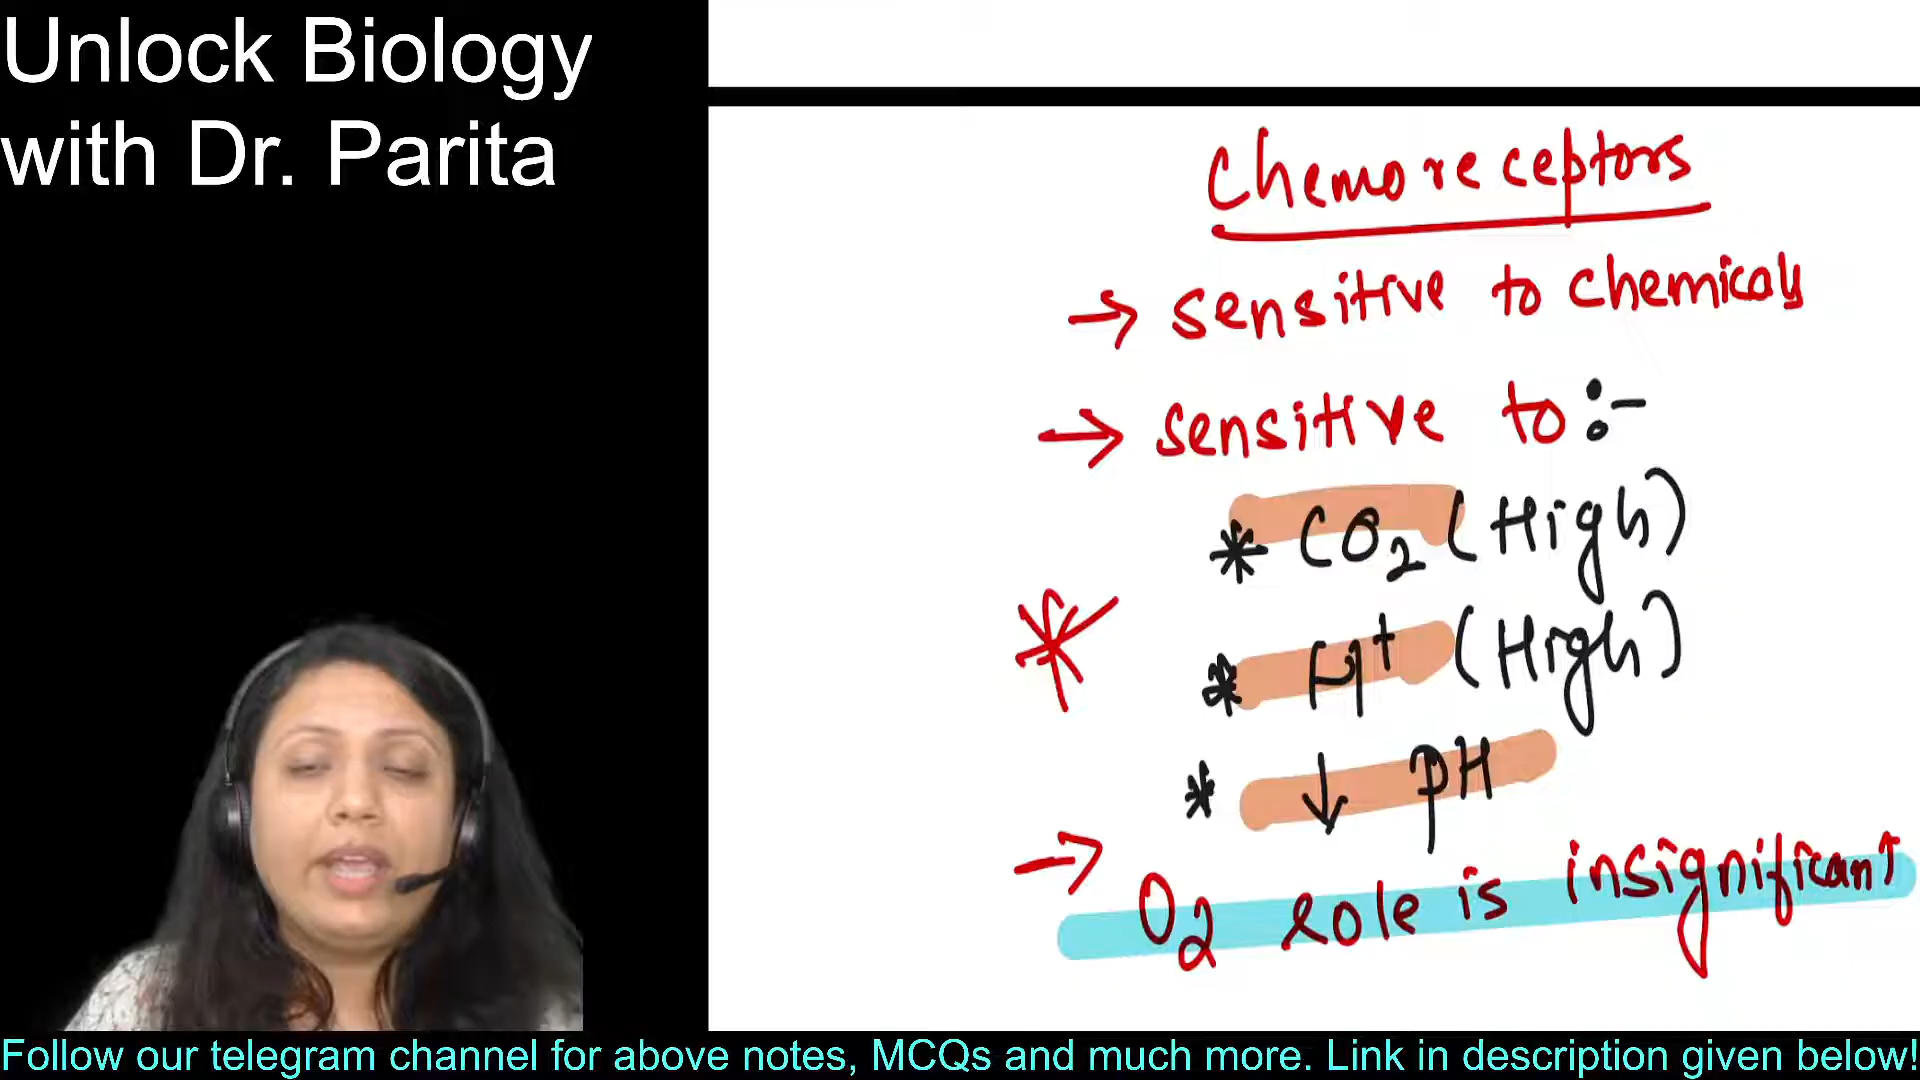 Unlock Biology
with Dr. Parita
Chemoreceptors
→ sensitive to chemicals
→ sensitive to :-
* CO₂ (High)
* H⁺ (High)
* ↓ pH
→ O₂ role is insignificant
Follow our telegram channel for above notes, MCQs and much more. Link in description given below!